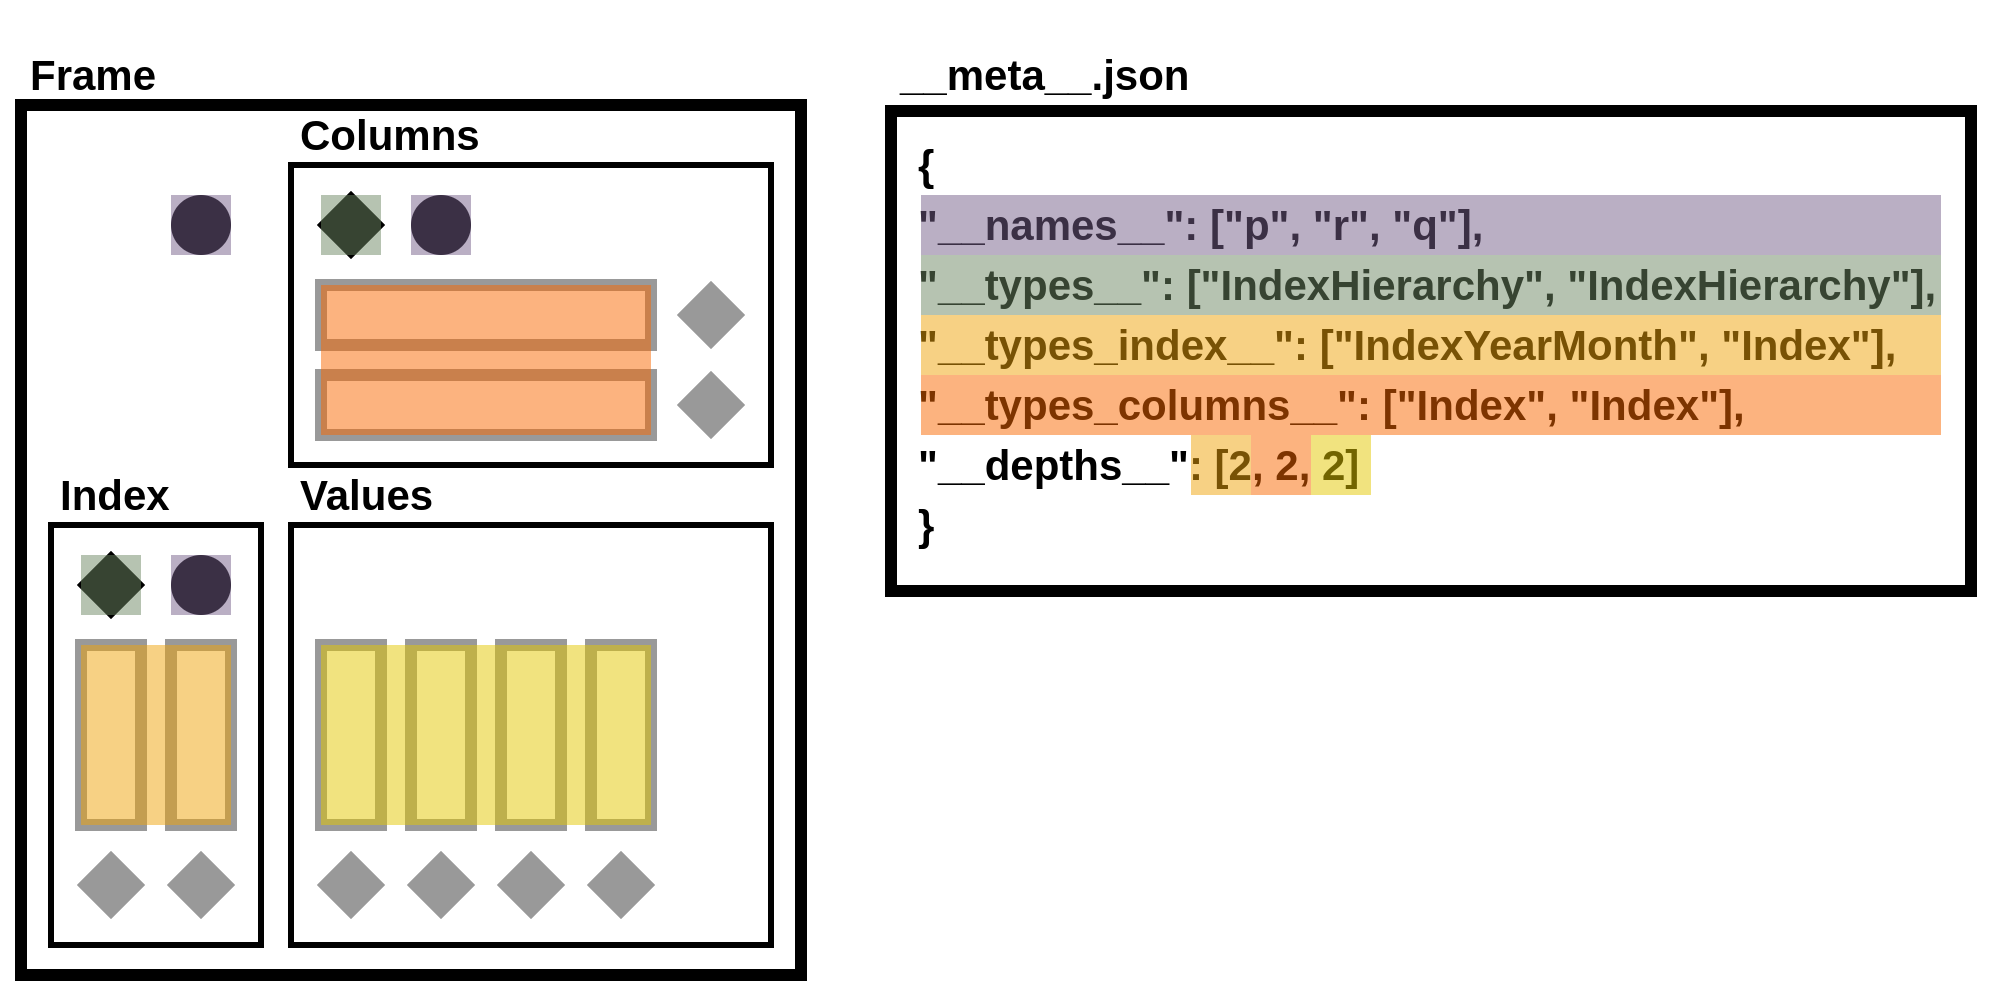 Frame
Columns
Index
Values
__meta__.json
{
"__names__": ["p", "r", "q"],
"__types__": ["IndexHierarchy", "IndexHierarchy"],
"__types_index__": ["IndexYearMonth", "Index"],
"__types_columns__": ["Index", "Index"],
"__depths__": [2, 2, 2]
}